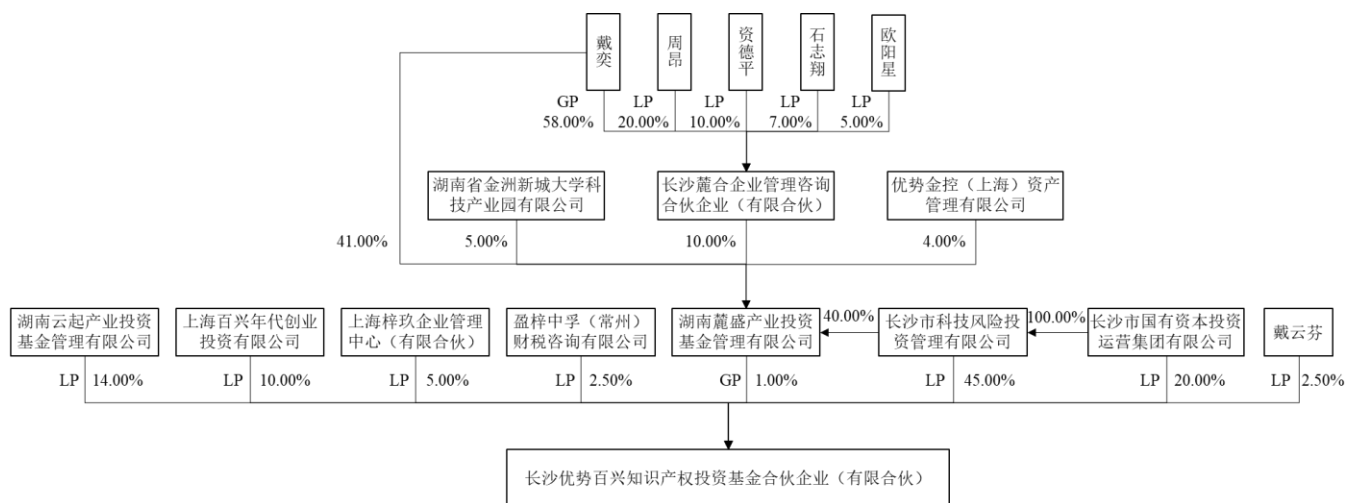 戴奕
周昂
资德平
石志翔
欧阳星
GP
58.00%
LP
20.00%
LP
10.00%
LP
7.00%
LP
5.00%
湖南省金洲新城大学科
技产业园有限公司
长沙麓合企业管理咨询
合伙企业（有限合伙）
优势金控（上海）资产
管理有限公司
41.00%
5.00%
10.00%
4.00%
湖南云起产业投资
基金管理有限公司
上海百兴年代创业
投资有限公司
上海梓玖企业管理
中心（有限合伙）
盈梓中孚（常州）
财税咨询有限公司
湖南麓盛产业投资
基金管理有限公司
40.00%
长沙市科技风险投
资管理有限公司
100.00%
长沙市国有资本投资
运营集团有限公司
戴云芬
LP 14.00%
LP 10.00%
LP 5.00%
LP 2.50%
GP 1.00%
LP 45.00%
LP 20.00%
LP 2.50%
长沙优势百兴知识产权投资基金合伙企业（有限合伙）